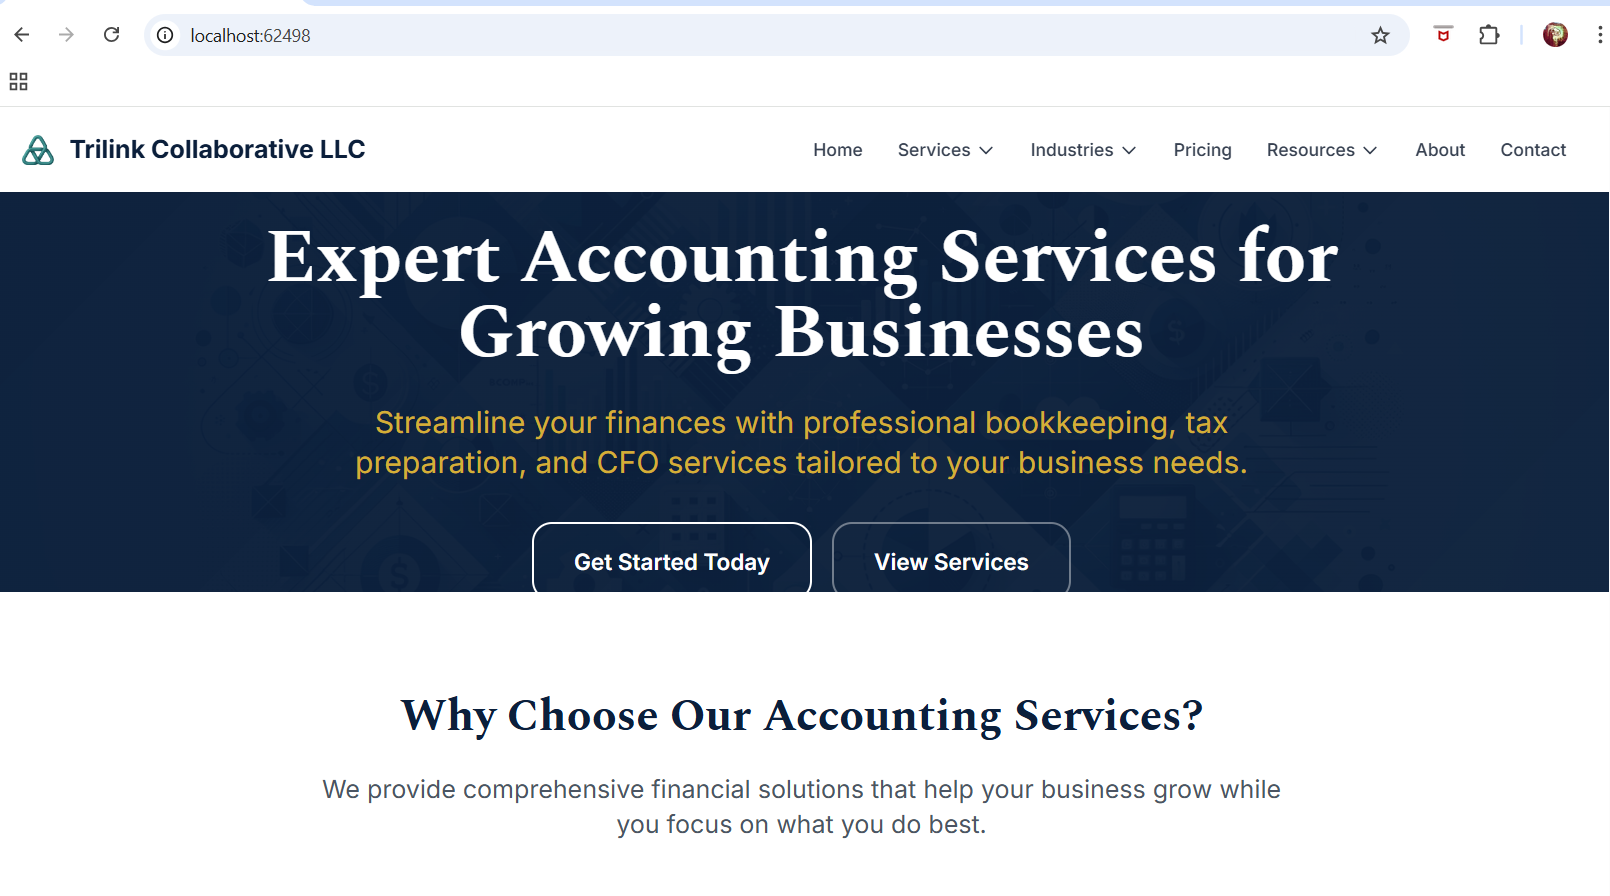 localhost:62498
Trilink Collaborative LLC
Home Services Industries Pricing Resources About Contact
Expert Accounting Services for
Growing Businesses
Streamline your finances with professional bookkeeping, tax
preparation, and CFO services tailored to your business needs.
Get Started Today View Services
Why Choose Our Accounting Services?
We provide comprehensive financial solutions that help your business grow while
you focus on what you do best.